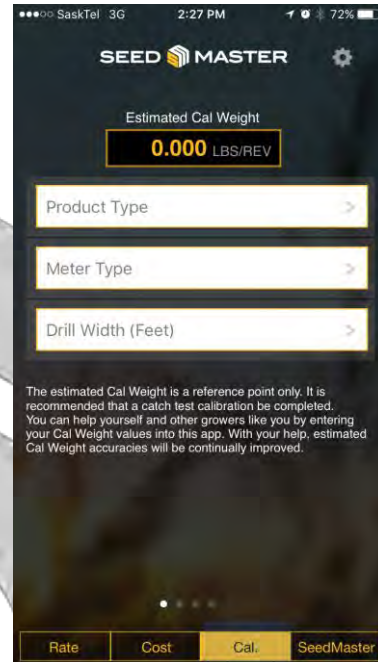 SaskTel 3G 2:27 PM 72%
SEED MASTER
Estimated Cal Weight
0.000 LBS/REV
Product Type >
Meter Type >
Drill Width (Feet) >
The estimated Cal Weight is a reference point only. It is
recommended that a catch test calibration be completed.
You can help yourself and other growers like you by entering
your Cal Weight values into this app. With your help, estimated
Cal Weight accuracies will be continually improved.
Rate Cost Cal. SeedMaster